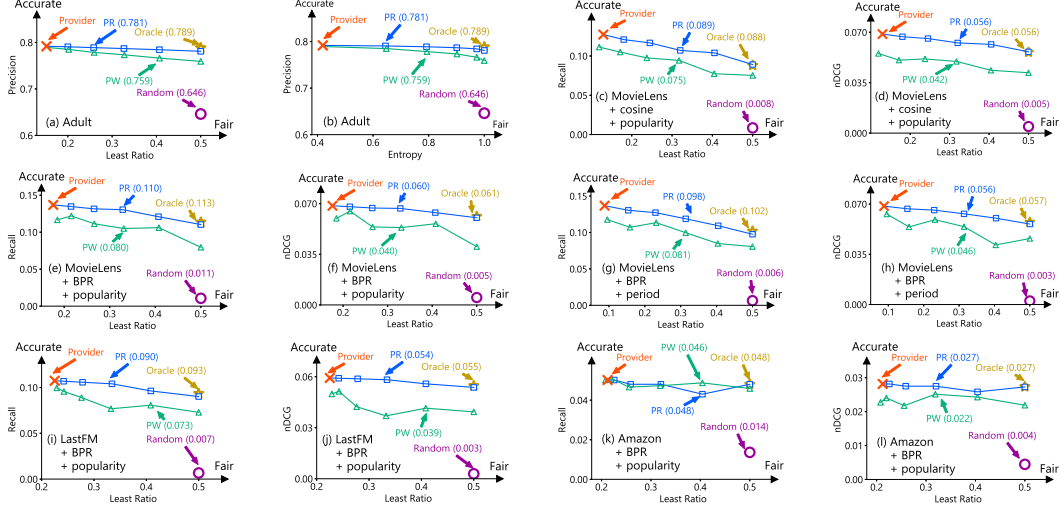 Accurate
Provider
PR (0.781)
Oracle (0.789)
PW (0.759)
Random (0.646)
(a) Adult
Fair
Precision
0.8
0.7
0.6
0.2 0.3 0.4 0.5
Least Ratio
Accurate
Provider
PR (0.781)
Oracle (0.789)
PW (0.759)
Random (0.646)
(b) Adult
Fair
Precision
0.8
0.7
0.6
0.4 0.6 0.8 1.0
Entropy
Accurate
Provider
PR (0.089)
Oracle (0.088)
PW (0.075)
Random (0.008)
(c) MovieLens
+ cosine
+ popularity
Fair
Recall
0.10
0.05
0.00
0.1 0.2 0.3 0.4 0.5
Least Ratio
Accurate
Provider
PR (0.056)
Oracle (0.056)
PW (0.042)
Random (0.005)
(d) MovieLens
+ cosine
+ popularity
Fair
nDCG
0.070
0.035
0.000
0.1 0.2 0.3 0.4 0.5
Least Ratio
Accurate
Provider
PR (0.110)
Oracle (0.113)
PW (0.080)
Random (0.011)
(e) MovieLens
+ BPR
+ popularity
Fair
Recall
0.15
0.10
0.05
0.00
0.2 0.3 0.4 0.5
Least Ratio
Accurate
Provider
PR (0.060)
Oracle (0.061)
PW (0.040)
Random (0.005)
(f) MovieLens
+ BPR
+ popularity
Fair
nDCG
0.070
0.035
0.000
0.2 0.3 0.4 0.5
Least Ratio
Accurate
Provider
PR (0.098)
Oracle (0.102)
PW (0.081)
Random (0.006)
(g) MovieLens
+ BPR
+ period
Fair
Recall
0.15
0.10
0.05
0.00
0.1 0.2 0.3 0.4 0.5
Least Ratio
Accurate
Provider
PR (0.056)
Oracle (0.057)
PW (0.046)
Random (0.003)
(h) MovieLens
+ BPR
+ period
Fair
nDCG
0.070
0.035
0.000
0.1 0.2 0.3 0.4 0.5
Least Ratio
Accurate
Provider
PR (0.090)
Oracle (0.093)
PW (0.073)
Random (0.007)
(i) LastFM
+ BPR
+ popularity
Fair
Recall
0.10
0.05
0.00
0.2 0.3 0.4 0.5
Least Ratio
Accurate
Provider
PR (0.054)
Oracle (0.055)
PW (0.039)
Random (0.003)
(j) LastFM
+ BPR
+ popularity
Fair
nDCG
0.06
0.03
0.00
0.2 0.3 0.4 0.5
Least Ratio
Accurate
Provider
PW (0.046)
Oracle (0.048)
PR (0.048)
Random (0.014)
(k) Amazon
+ BPR
+ popularity
Fair
Recall
0.04
0.02
0.00
0.2 0.3 0.4 0.5
Least Ratio
Accurate
Provider
PR (0.027)
Oracle (0.027)
PW (0.022)
Random (0.004)
(l) Amazon
+ BPR
+ popularity
Fair
nDCG
0.03
0.02
0.01
0.00
0.2 0.3 0.4 0.5
Least Ratio